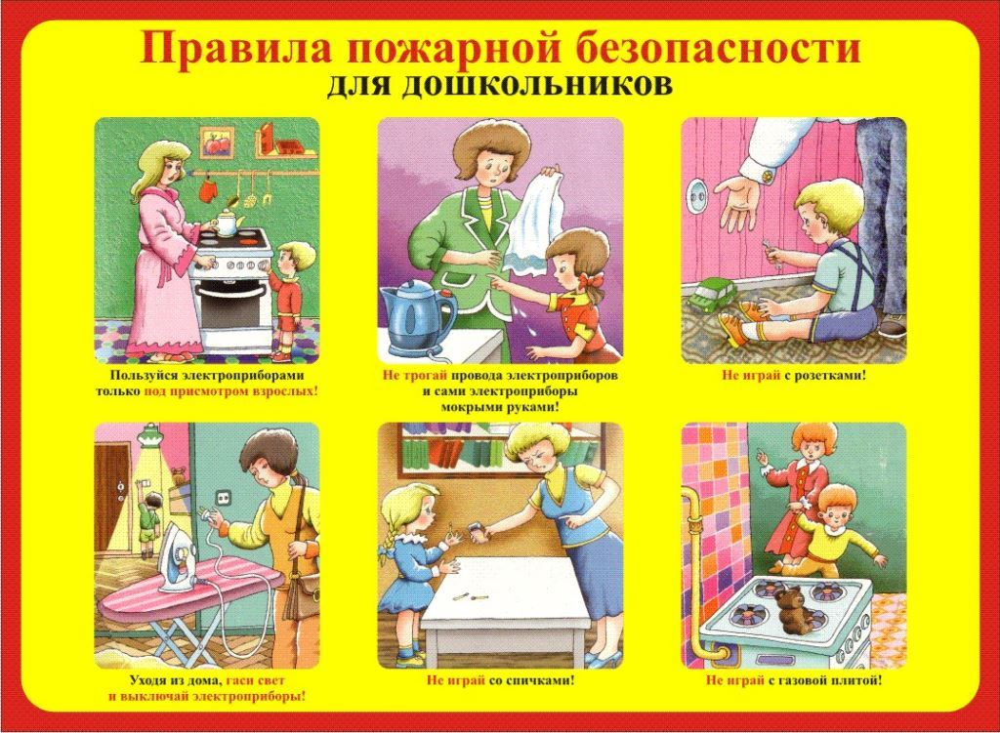 Правила пожарной безопасности
для дошкольников
Пользуйся электроприборами
только под присмотром взрослых!
Не трогай провода электроприборов
и сами электроприборы
мокрыми руками!
Не играй с розетками!
Уходя из дома, гаси свет
и выключай электроприборы!
Не играй со спичками!
Не играй с газовой плитой!